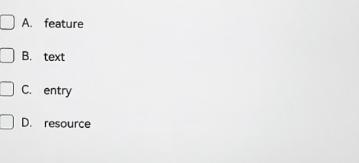 A. feature
B. text
C. entry
D. resource